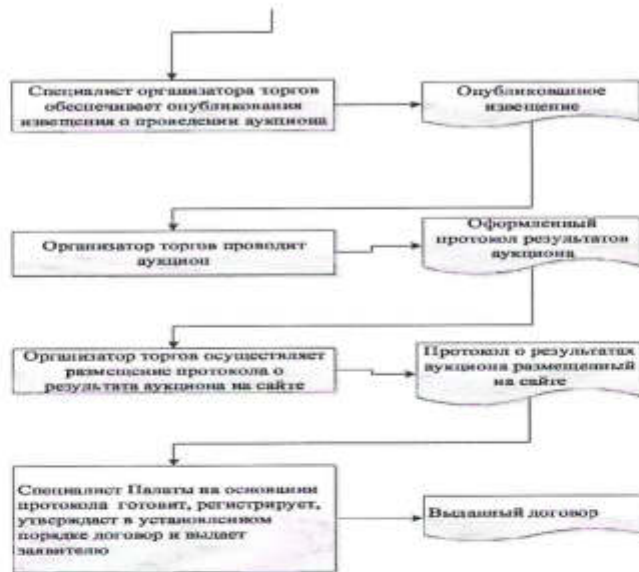 Специалист организатора торгов
обеспечивает опубликования
извещения о проведении аукциона
Опубликованное
извещение
Организатор торгов проводит
аукцион
Оформленный
протокол результатов
аукциона
Организатор торгов осуществляет
размещение протокола о
результата аукциона на сайте
Протокол о результатах
аукциона размещенный
на сайте
Специалист Палаты на основании
протокола готовит, регистрирует,
утверждает в установленном
порядке договор и выдает
заявителю
Выданный договор